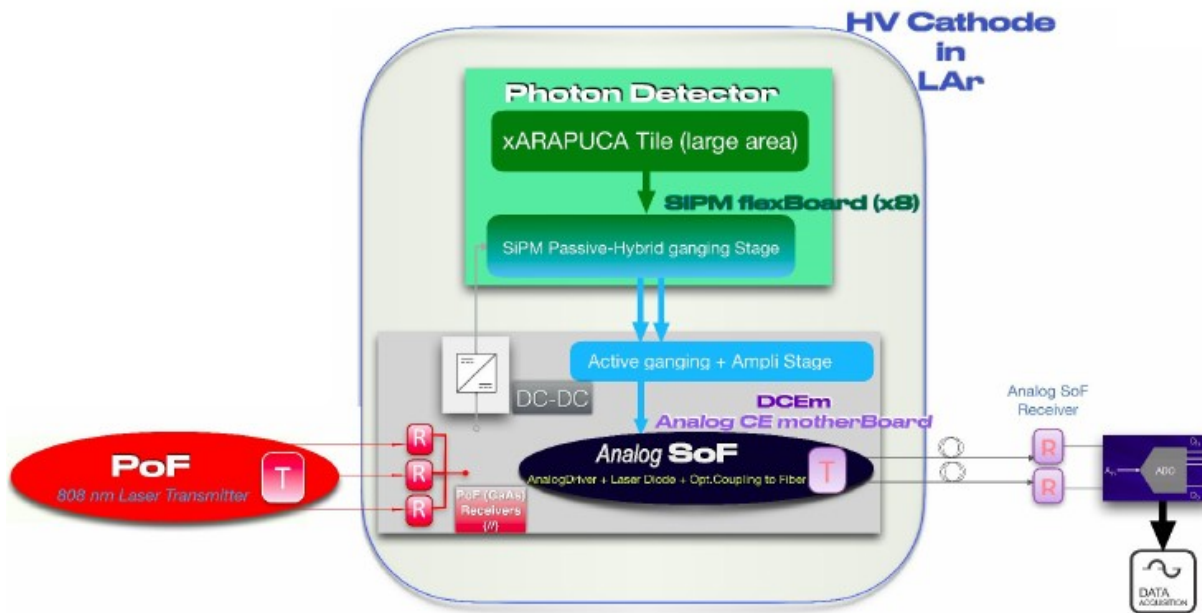 HV Cathode
in
LAr
Photon Detector
xARAPUCA Tile (large area)
SiPM flexBoard (x8)
SiPM Passive-Hybrid ganging Stage
Active ganging + Ampli Stage
DC-DC
DCEm
Analog CE motherBoard
Analog SoF
Receiver
PoF
808 nm Laser Transmitter
T
R
R
R
PoF (GaAs)
Receivers
(//)
Analog SoF
AnalogDriver + Laser Diode + Opt.Coupling to Fiber
T
R
R
ADC
DATA
ACQUISITION